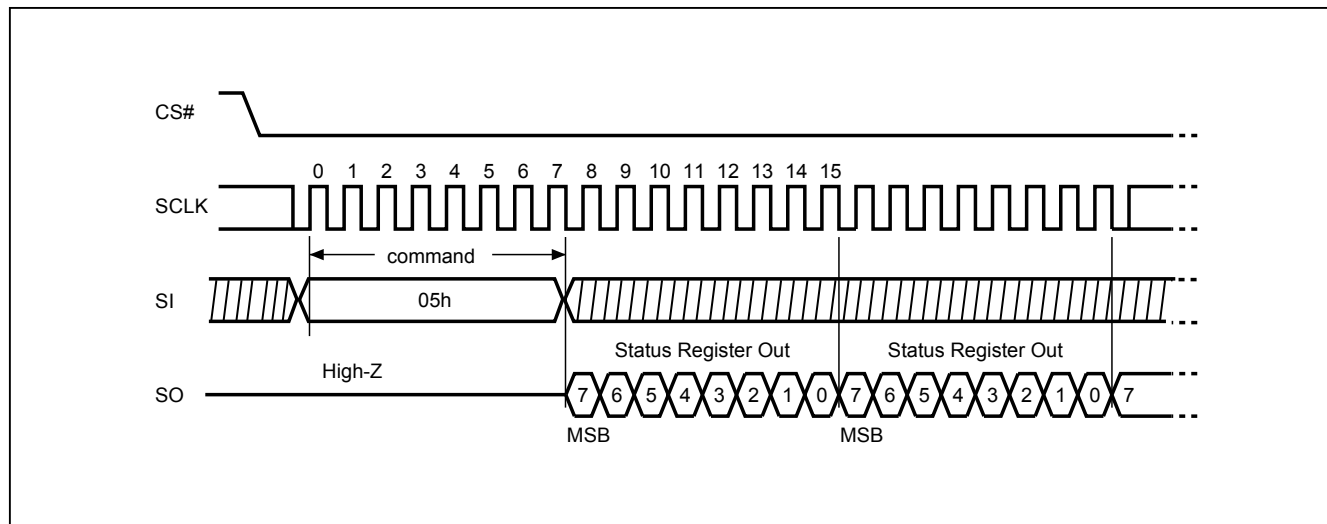 CS#
0 1 2 3 4 5 6 7 8 9 10 11 12 13 14 15
SCLK
command
SI
05h
Status Register Out Status Register Out
High-Z
SO
7 6 5 4 3 2 1 0 7 6 5 4 3 2 1 0 7
MSB MSB